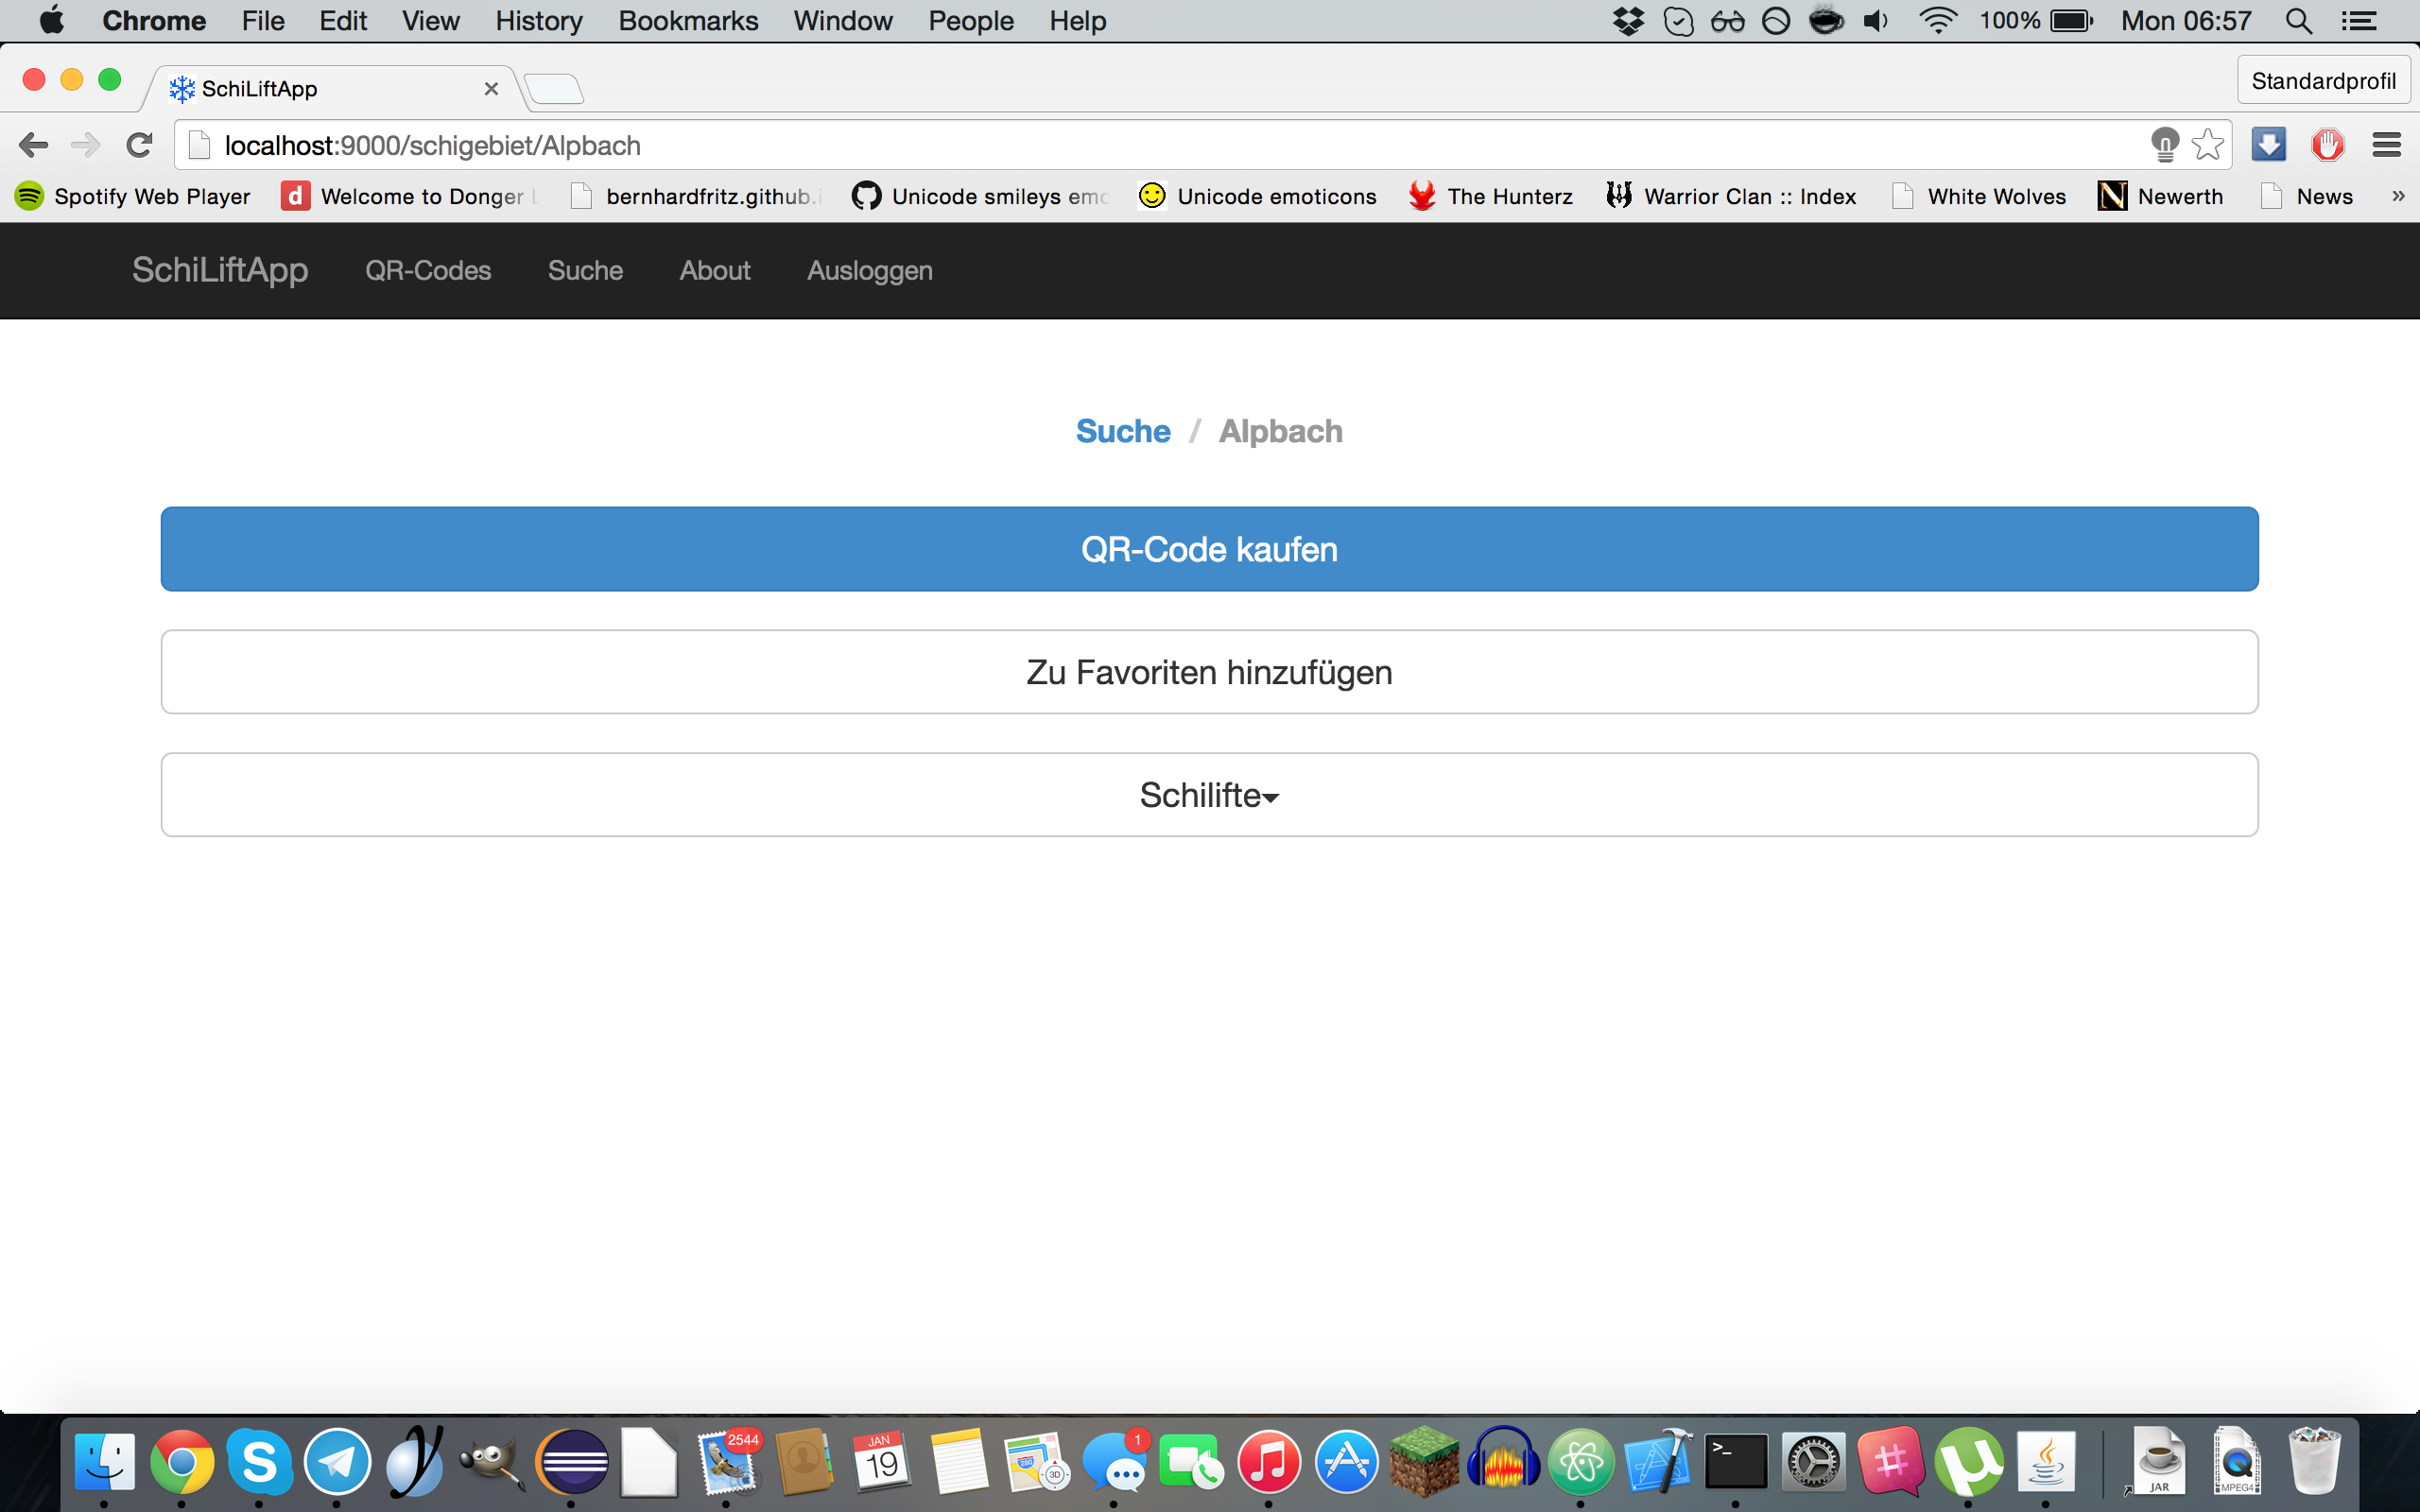 Chrome File Edit View History Bookmarks Window People Help 100% Mon 06:57
SchiLiftApp Standardprofil
localhost:9000/schigebiet/Alpbach
Spotify Web Player d Welcome to Donger bernhardfritz.github. Unicode smileys emo Unicode emoticons The Hunterz Warrior Clan :: Index White Wolves N Newerth News »
SchiLiftApp QR-Codes Suche About Ausloggen
Suche / Alpbach
QR-Code kaufen
Zu Favoriten hinzufügen
Schilifte
S 2544 JAN 19 280 3D 1 >_ # µ JAR MPEG4